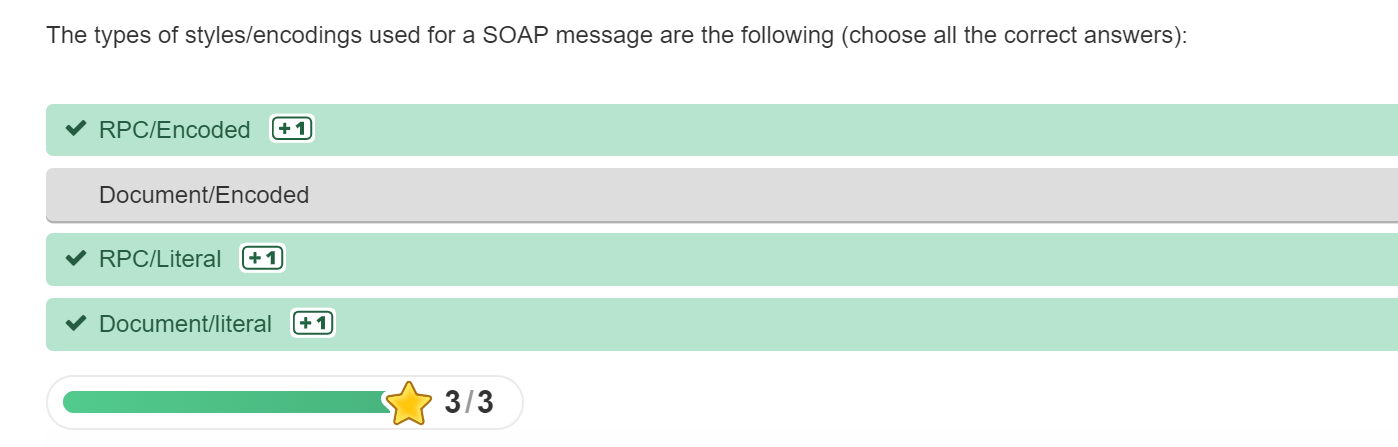 The types of styles/encodings used for a SOAP message are the following (choose all the correct answers):
RPC/Encoded +1
Document/Encoded
RPC/Literal +1
Document/literal +1
3/3